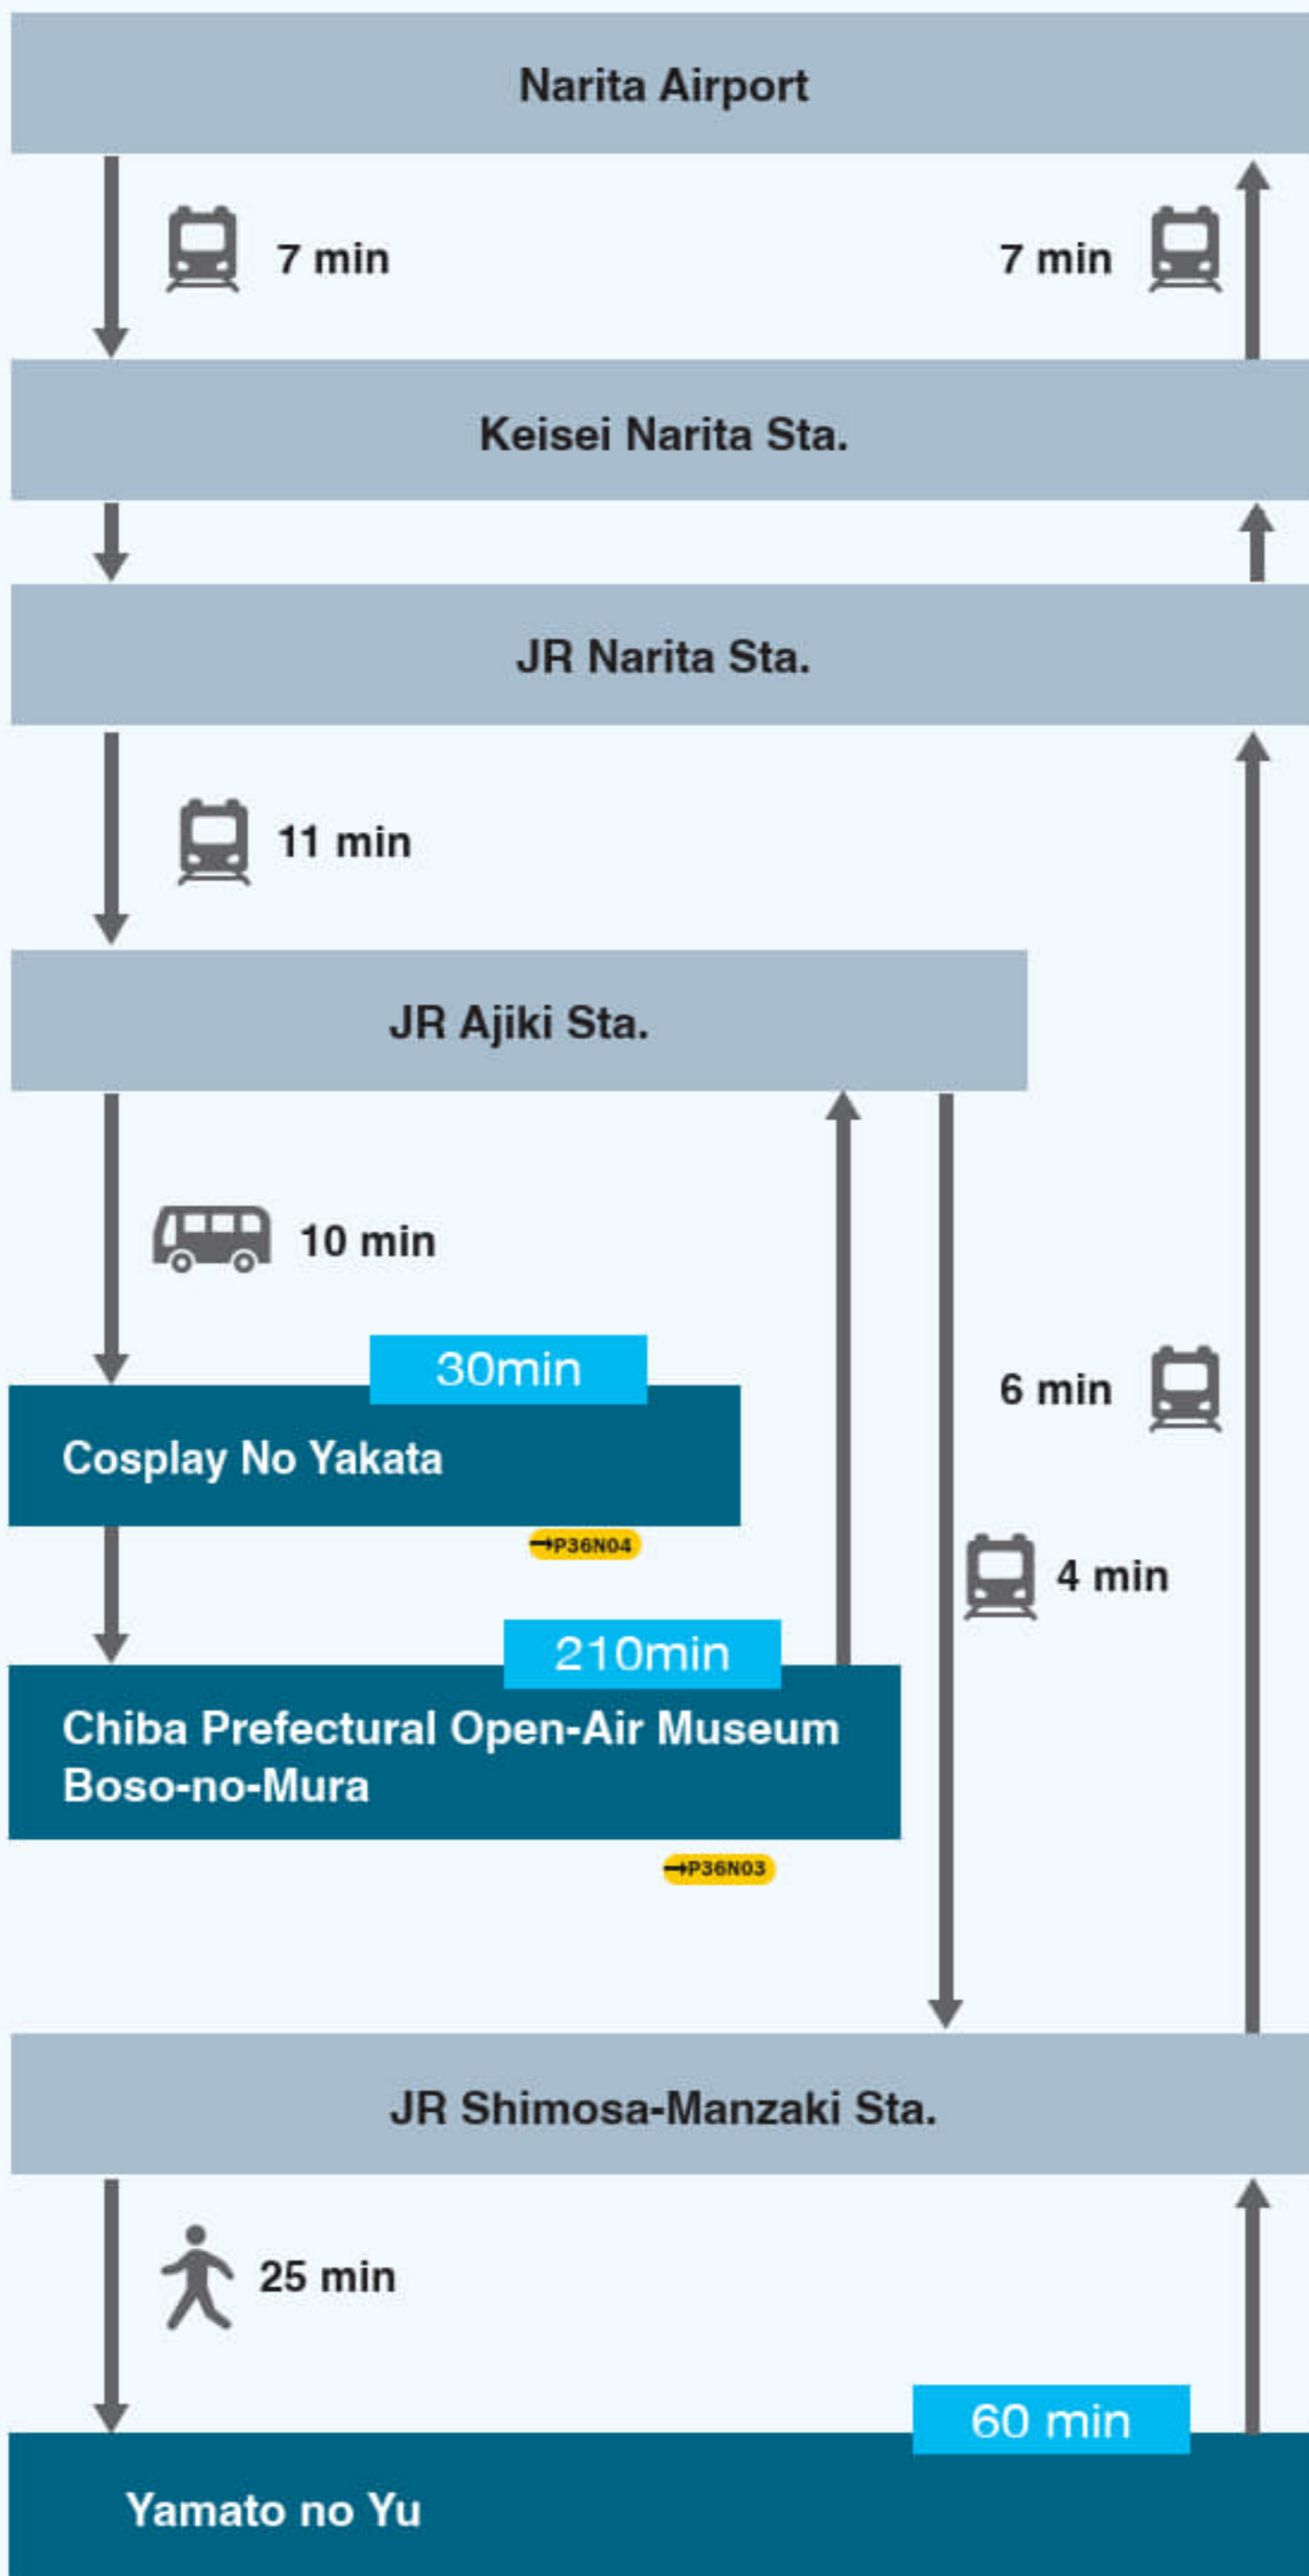 Narita Airport
7 min
7 min
Keisei Narita Sta.
JR Narita Sta.
11 min
JR Ajiki Sta.
10 min
30min
Cosplay No Yakata
→P36N04
6 min
4 min
210min
Chiba Prefectural Open-Air Museum
Boso-no-Mura
→P36N03
JR Shimosa-Manzaki Sta.
25 min
60 min
Yamato no Yu